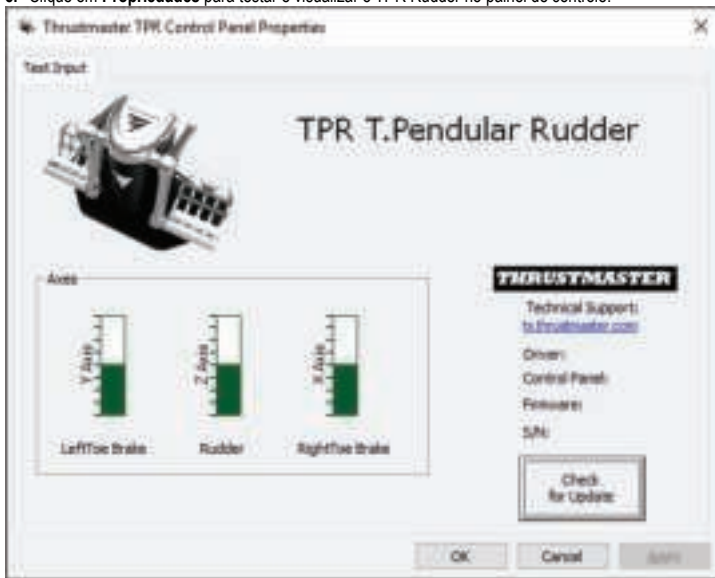 Clique em Propriedades para testar e visualizar o TPR Rudder no painel de controlo.
Thrustmaster TPR Control Panel Properties
Test Input
TPR T.Pendular Rudder
Axes
Y Axis
Z Axis
X Axis
LeftToe Brake
Rudder
RightToe Brake
THRUSTMASTER
Technical Support:
ts.thrustmaster.com
Driver:
Control Panel:
Firmware:
S/N:
Check
for Update
OK
Cancel
Apply